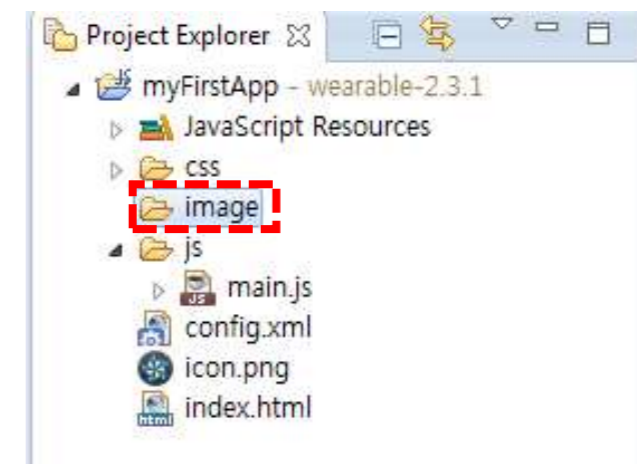 Project Explorer
myFirstApp - wearable-2.3.1
JavaScript Resources
css
image
js
main.js
config.xml
icon.png
index.html